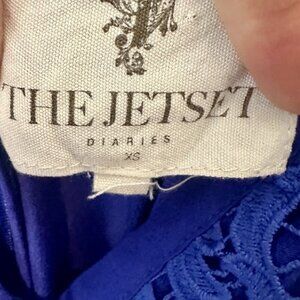 THE JETSET
DIARIES
XS